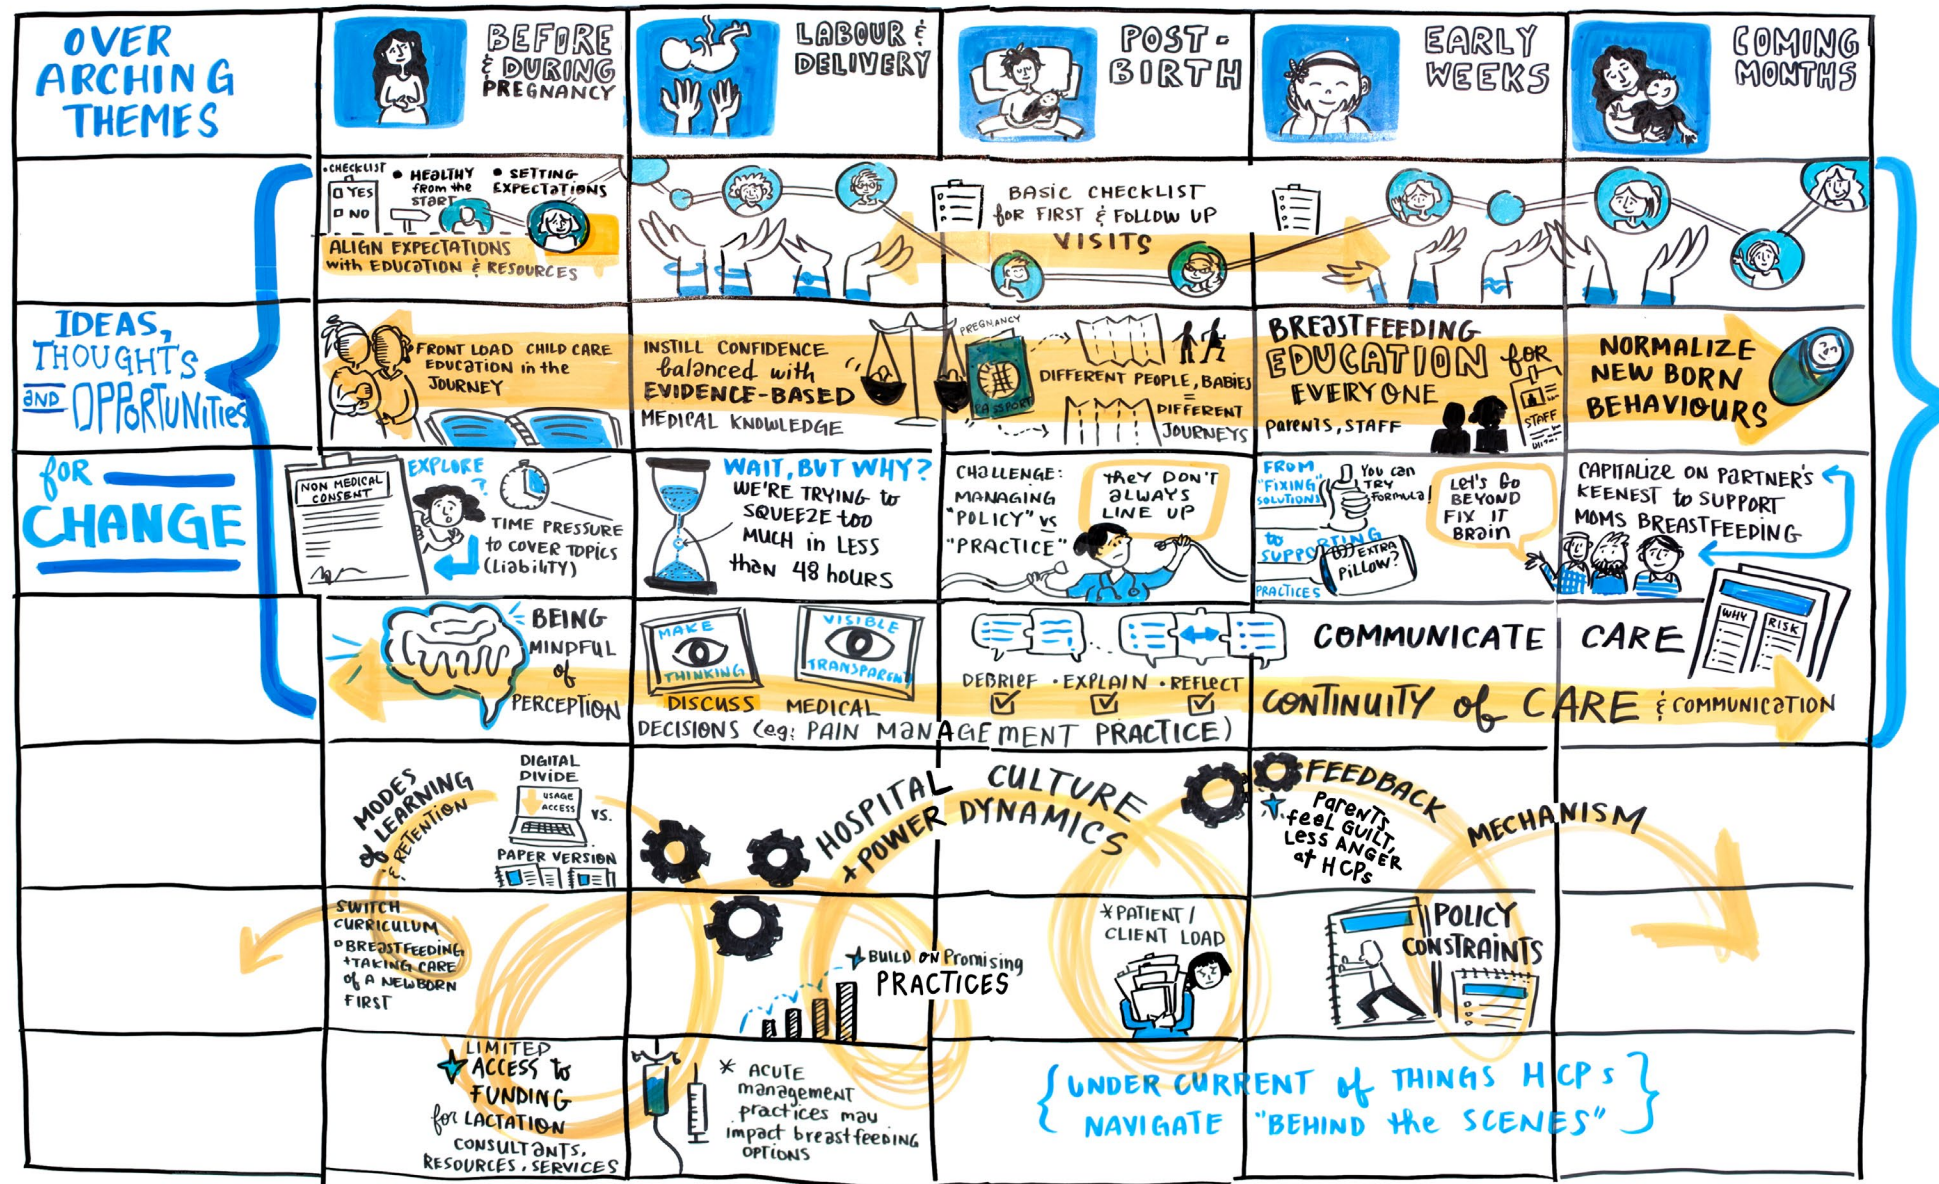 OVER
ARCHING
THEMES
BEFORE
& DURING
PREGNANCY
LABOUR &
DELIVERY
POST-
BIRTH
EARLY
WEEKS
COMING
MONTHS
IDEAS,
THOUGHTS
AND OPPORTUNITIES
for
CHANGE
• CHECKLIST
YES
NO
• HEALTHY
from the
START
• SETTING
EXPECTATIONS
ALIGN EXPECTATIONS
with EDUCATION & RESOURCES
BASIC CHECKLIST
for FIRST & FOLLOW UP
VISITS
FRONT LOAD CHILD CARE
EDUCATION in the
JOURNEY
INSTILL CONFIDENCE
balanced with
EVIDENCE-BASED
MEDICAL KNOWLEDGE
PREGNANCY
PASSPORT
DIFFERENT PEOPLE, BABIES
=
DIFFERENT
JOURNEYS
BREASTFEEDING
EDUCATION for
EVERYONE
parents, STAFF
STAFF
NORMALIZE
NEW BORN
BEHAVIOURS
NON MEDICAL
CONSENT
EXPLORE
?
TIME PRESSURE
to COVER TOPICS
(LiabiLiTY)
WAIT, BUT WHY?
WE'RE TRYING to
SQUEEZE too
MUCH in LESS
than 48 hours
CHALLENGE:
MANAGING
"POLICY" vs
"PRACTICE"
they DON'T
ALWAYS
LINE UP
FROM
"FIXING"
SOLUTIONS
to
SUPPORTING
PRACTICES
You can
TRY
FORMULA!
EXTRA
PILLOW?
Let's Go
BEYOND
FIX IT
Brain
CAPITALIZE ON PARTNER'S
KEENEST to SUPPORT
MOMS BREASTFEEDING
BEING
MINDFUL
of
PERCEPTION
MAKE
THINKING
VISIBLE
TRANSPARENT
DISCUSS MEDICAL
DECISIONS (eg: PAIN MANAGEMENT PRACTICE)
DEBRIEF • EXPLAIN • REFLECT
COMMUNICATE CARE
WHY
RISK
CONTINUITY of CARE & COMMUNICATION
MODES
of LEARNING
& RETENTION
DIGITAL
DIVIDE
USAGE
ACCESS
VS.
PAPER VERSION
HOSPITAL CULTURE
+ POWER DYNAMICS
FEEDBACK MECHANISM
Parents
feel GUILT,
LESS ANGER
at HCPs
SWITCH
CURRICULUM
BREASTFEEDING
+TAKING CARE
of A NEWBORN
FIRST
BUILD ON Promising
PRACTICES
*PATIENT /
CLIENT LOAD
POLICY
CONSTRAINTS
LIMITED
ACCESS to
FUNDING
for LACTATION
CONSULTANTS,
RESOURCES, SERVICES
* ACUTE
management
practices may
impact breastfeeding
OPTIONS
{ UNDER CURRENT of THINGS HCPs }
NAVIGATE "BEHIND the SCENES"